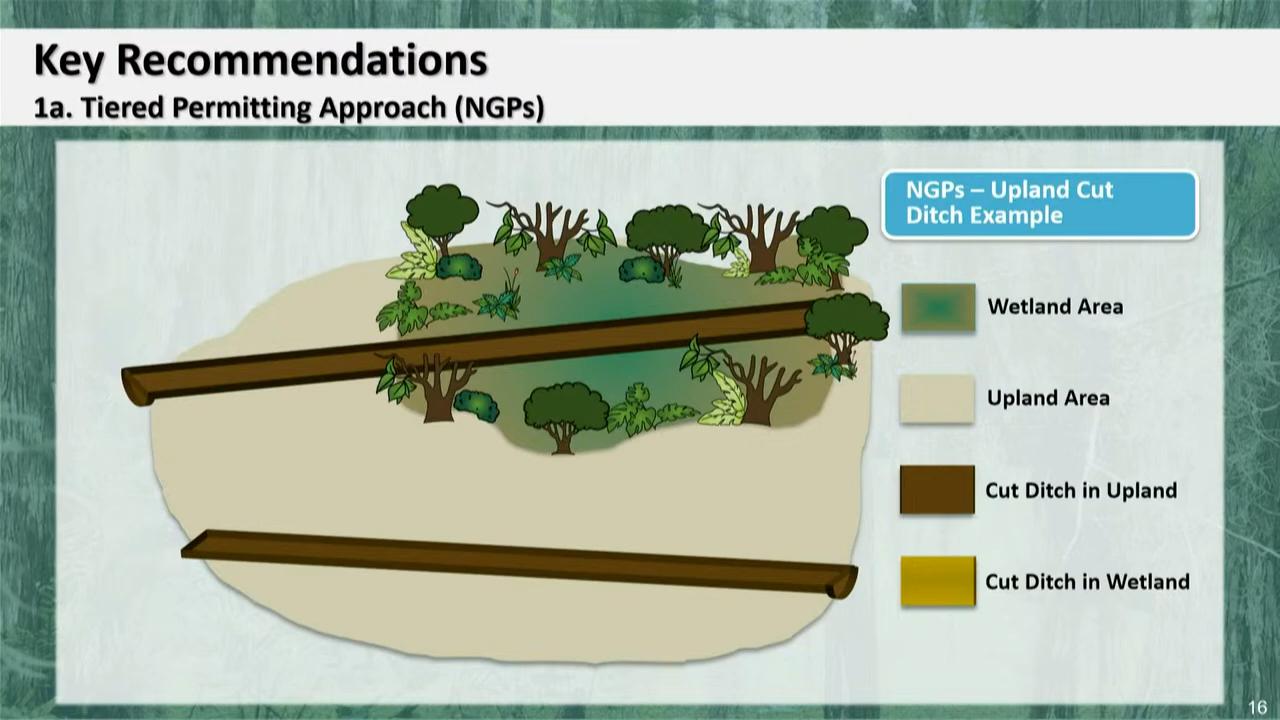 Key Recommendations
1a. Tiered Permitting Approach (NGPs)
NGPs – Upland Cut
Ditch Example
Wetland Area
Upland Area
Cut Ditch in Upland
Cut Ditch in Wetland
16